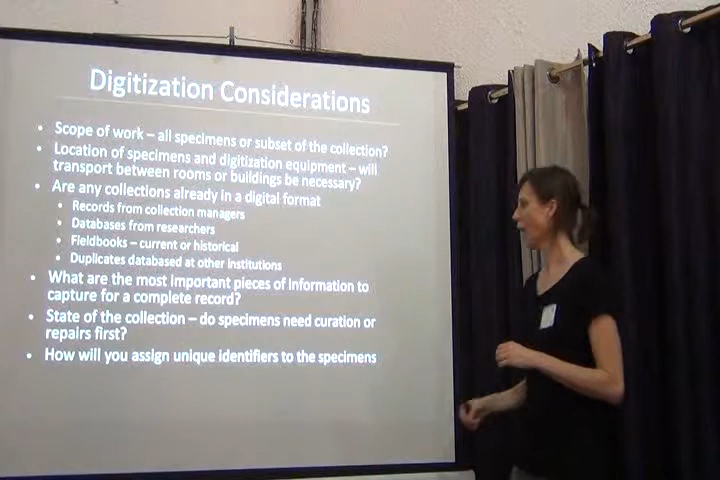 Digitization Considerations
• Scope of work – all specimens or subset of the collection?
• Location of specimens and digitization equipment – will
transport between rooms or buildings be necessary?
• Are any collections already in a digital format
• Records from collection managers
• Databases from researchers
• Fieldbooks – current or historical
• Duplicates databased at other institutions
• What are the most important pieces of information to
capture for a complete record?
• State of the collection – do specimens need curation or
repairs first?
• How will you assign unique identifiers to the specimens